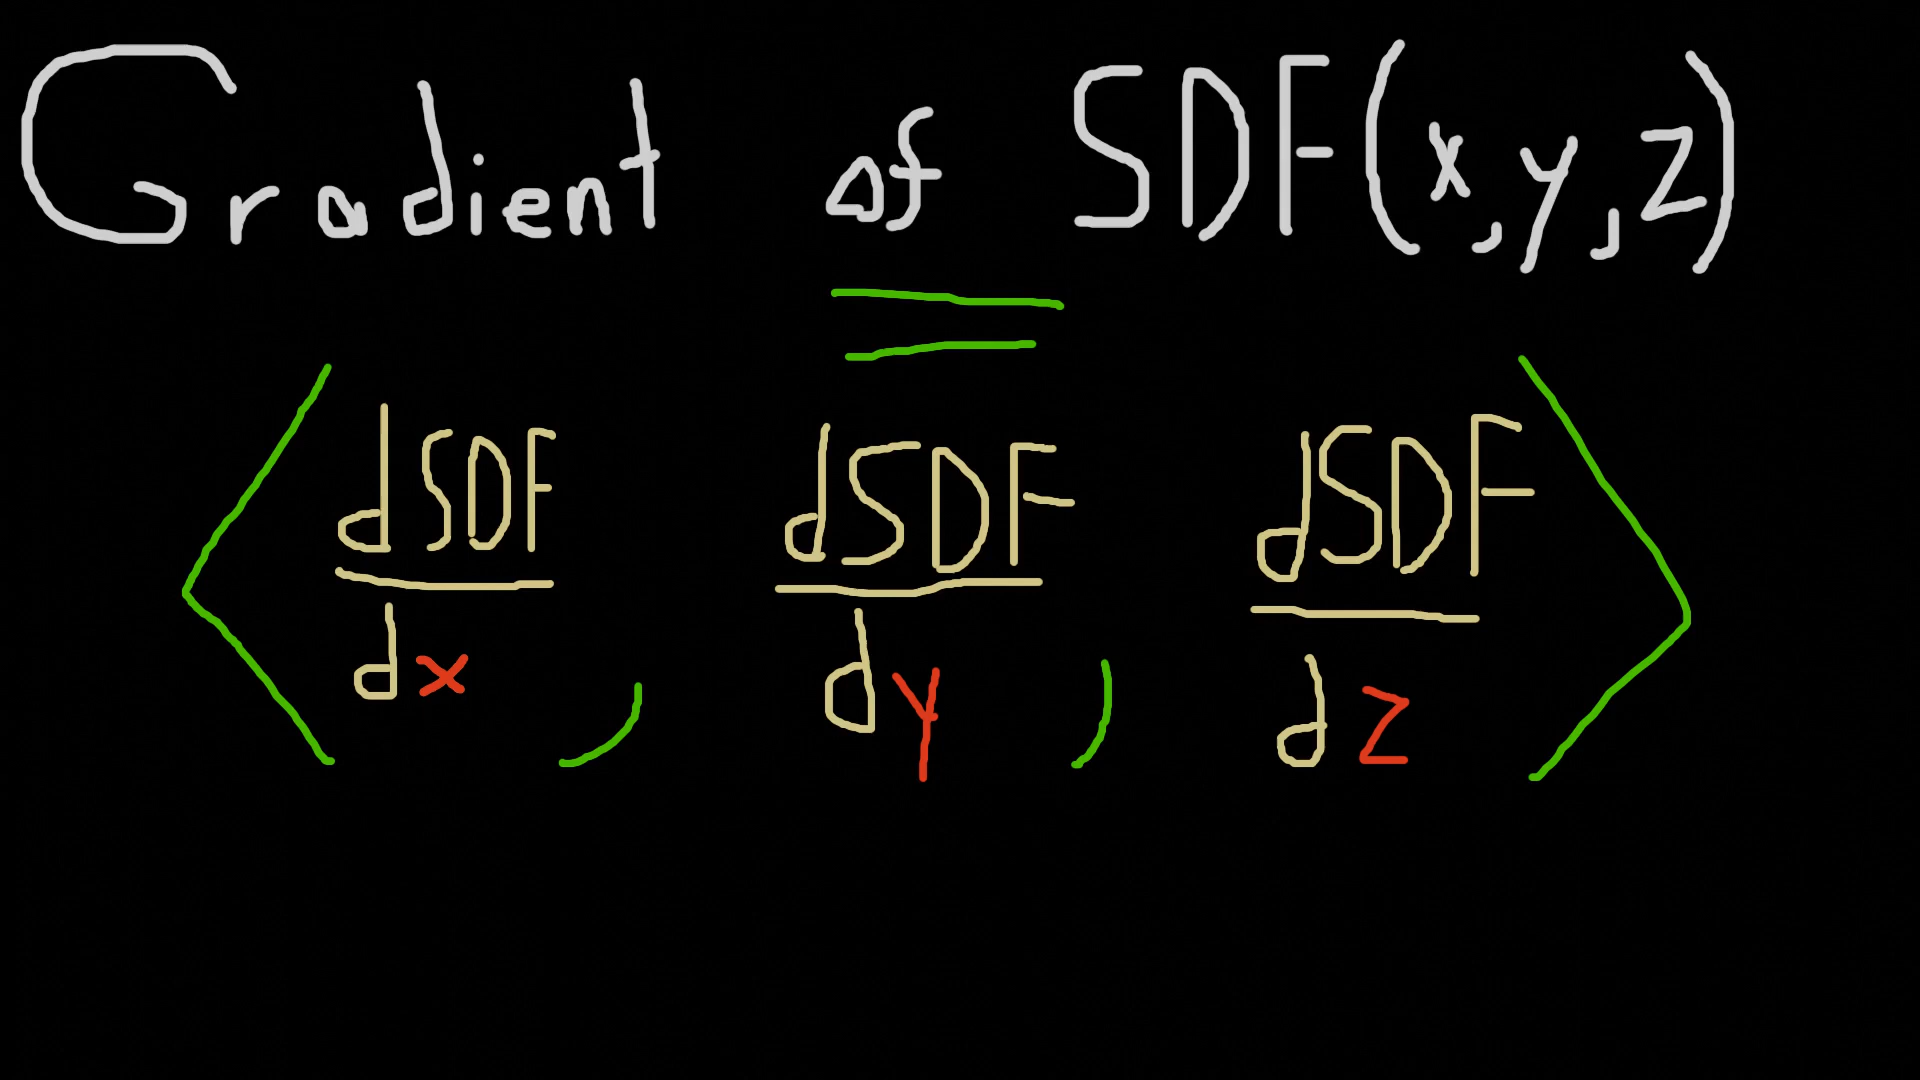 Gradient of SDF(x,y,z)
=
< dSDF , dSDF , dSDF >
dx dy dz